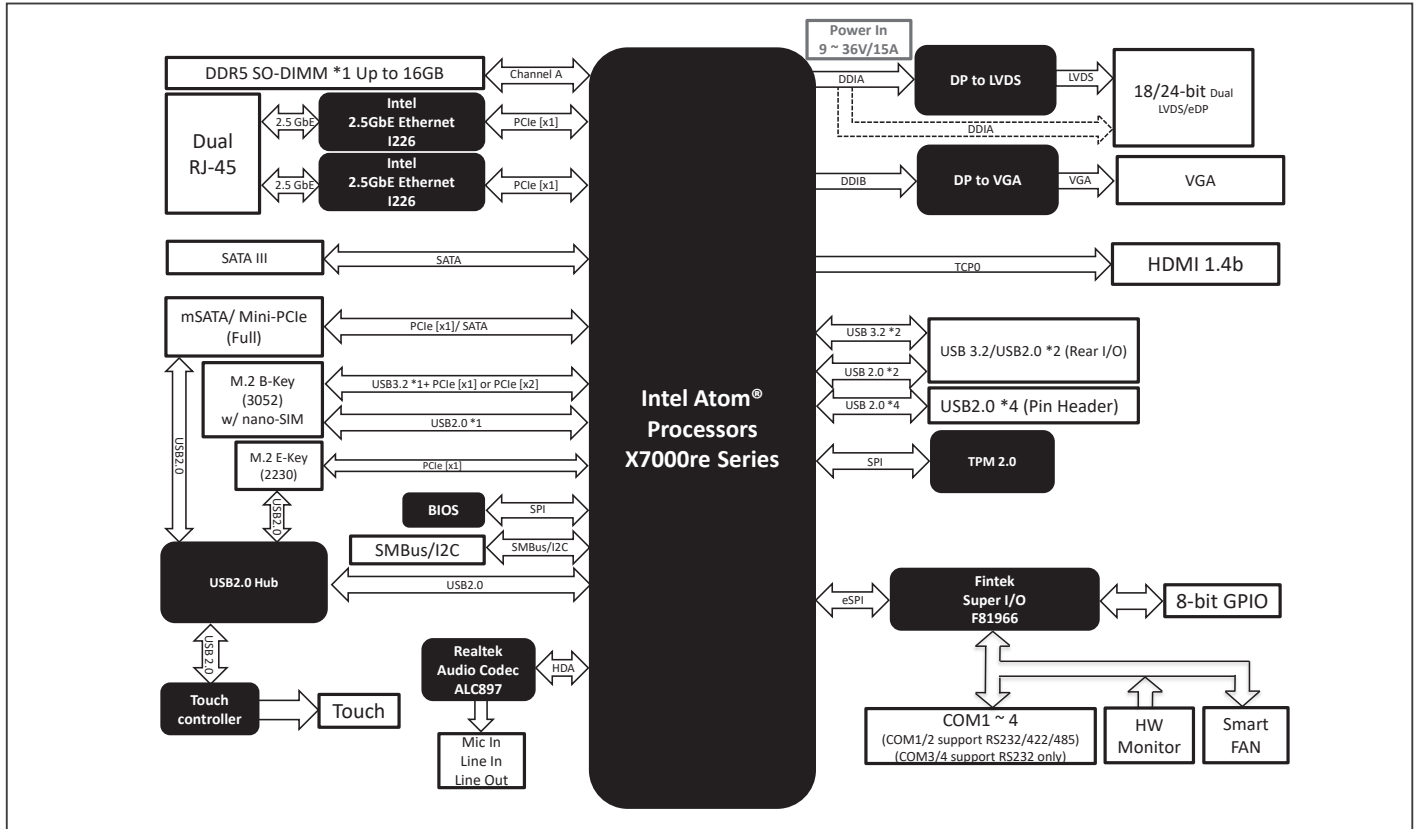 Power In
9 ~ 36V/15A
DDR5 SO-DIMM *1 Up to 16GB
Channel A
Dual
RJ-45
2.5 GbE
Intel
2.5GbE Ethernet
I226
PCIe [x1]
2.5 GbE
Intel
2.5GbE Ethernet
I226
PCIe [x1]
SATA III
SATA
mSATA/ Mini-PCIe
(Full)
PCIe [x1]/ SATA
M.2 B-Key
(3052)
w/ nano-SIM
USB3.2 *1+ PCIe [x1] or PCIe [x2]
USB2.0 *1
M.2 E-Key
(2230)
PCIe [x1]
USB2.0
USB2.0
BIOS
SPI
SMBus/I2C
SMBus/I2C
USB2.0 Hub
USB2.0
USB 2.0
Touch
controller
Touch
Realtek
Audio Codec
ALC897
HDA
Mic In
Line In
Line Out
Intel Atom®
Processors
X7000re Series
DDIA
DP to LVDS
LVDS
18/24-bit Dual
LVDS/eDP
DDIA
DDIB
DP to VGA
VGA
VGA
TCP0
HDMI 1.4b
USB 3.2 *2
USB 2.0 *2
USB 3.2/USB2.0 *2 (Rear I/O)
USB 2.0 *4
USB2.0 *4 (Pin Header)
SPI
TPM 2.0
eSPI
Fintek
Super I/O
F81966
8-bit GPIO
COM1 ~ 4
(COM1/2 support RS232/422/485)
(COM3/4 support RS232 only)
HW
Monitor
Smart
FAN